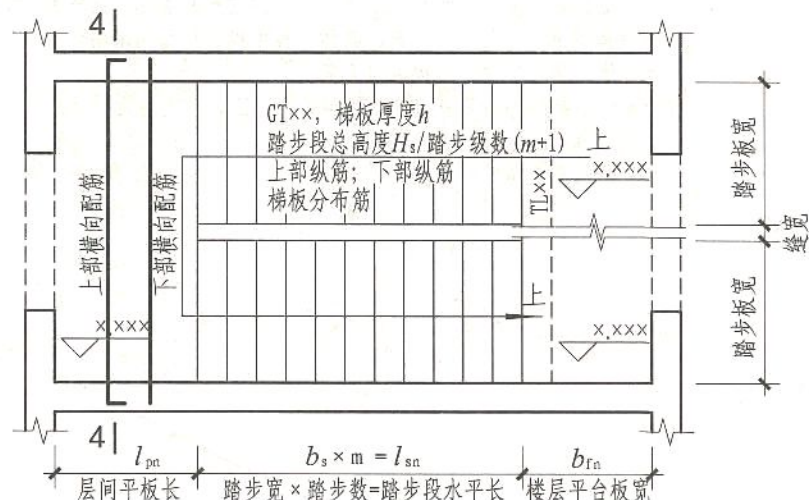 4
GT××，梯板厚度h
踏步段总高度Hs/踏步级数(m+1)
上部纵筋；下部纵筋
梯板分布筋
上
×.×××
TL××
上部横向配筋
下部横向配筋
踏步板宽
缝宽
踏步板宽
上
×.×××
×.×××
4
lpn
bs×m=lsn
bfn
层间平板长
踏步宽×踏步数=踏步段水平长
楼层平台板宽